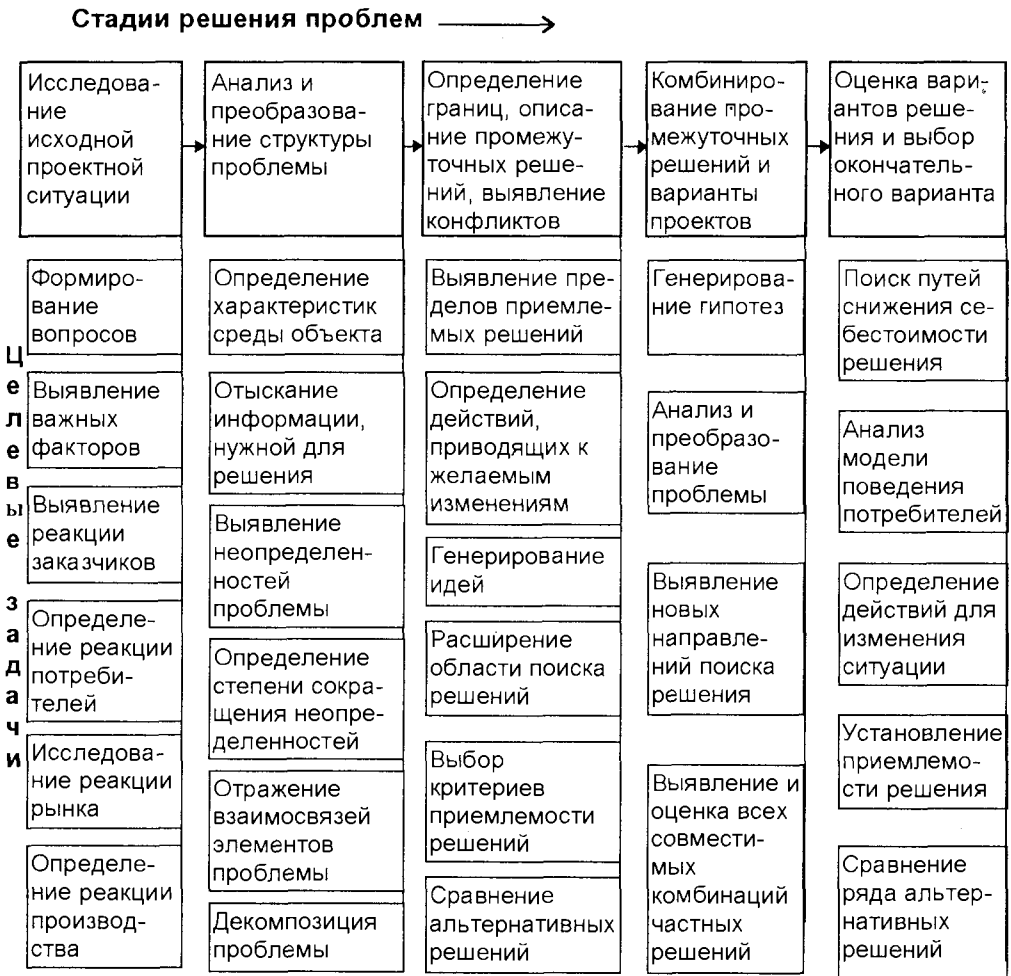 Стадии решения проблем
Исследова-
ние
исходной
проектной
ситуации
Анализ и
преобразова-
ние структуры
проблемы
Определение
границ, описа-
ние промежу-
точных реше-
ний, выявление
конфликтов
Комбиниро-
вание про-
межуточных
решений и
варианты
проектов
Оценка вари-
антов реше-
ния и выбор
окончатель-
ного варианта
Целевые задачи
Формиро-
вание
вопросов
Выявление
важных
факторов
Выявление
реакции
заказчиков
Определе-
ние реакции
потреби-
телей
Исследова-
ние реакции
рынка
Определе-
ние реакции
производ-
ства
Определение
характеристик
среды объекта
Отыскание
информации,
нужной для
решения
Выявление
неопределен-
ностей
проблемы
Определение
степени сокра-
щения неопре-
деленностей
Отражение
взаимосвязей
элементов
проблемы
Декомпозиция
проблемы
Выявление пре-
делов приемле-
мых решений
Определение
действий,
приводящих к
желаемым
изменениям
Генерирование
идей
Расширение
области поиска
решений
Выбор
критериев
приемлемости
решений
Сравнение
альтернативных
решений
Генерирова-
ние гипотез
Анализ и
преобразо-
вание
проблемы
Выявление
новых
направле-
ний поиска
решения
Выявление и
оценка всех
совмести-
мых
комбинаций
частных
решений
Поиск путей
снижения се-
бестоимости
решения
Анализ
модели
поведения
потребителей
Определение
действий для
изменения
ситуации
Установление
приемлемо-
сти решения
Сравнение
ряда альтер-
нативных
решений